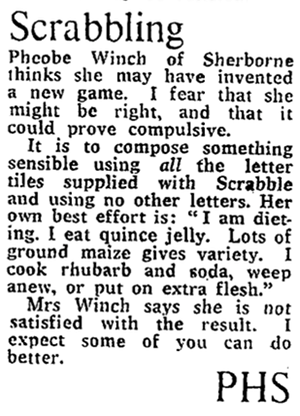 Scrabbling
Pheobe Winch of Sherborne
thinks she may have invented
a new game. I fear that she
might be right, and that it
could prove compulsive.
It is to compose something
sensible using all the letter
tiles supplied with Scrabble
and using no other letters. Her
own best effort is: “I am diet-
ing. I eat quince jelly. Lots of
ground maize gives variety. I
cook rhubarb and soda, weep
anew, or put on extra flesh.”
Mrs Winch says she is not
satisfied with the result. I
expect some of you can do
better.
PHS